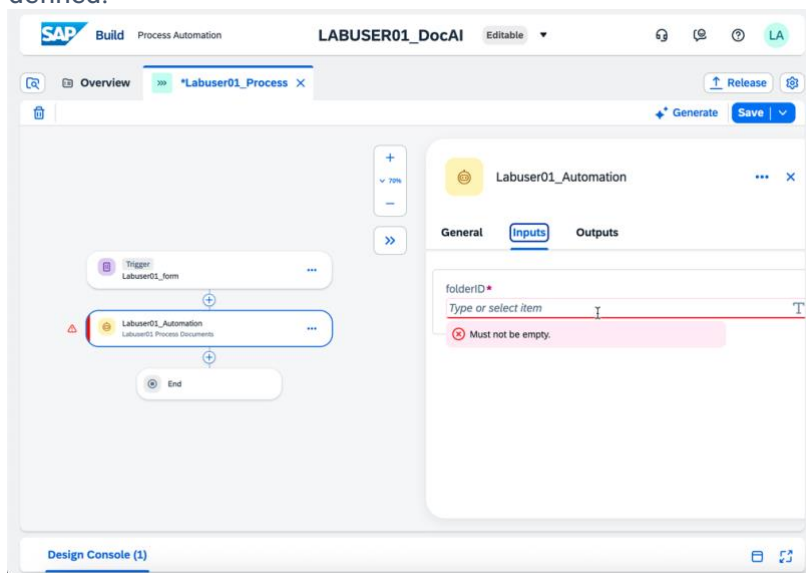 defined:
SAP Build Process Automation LABUSER01_DocAI Editable LA
Overview *Labuser01_Process Release
Generate Save
70%
Labuser01_Automation
General Inputs Outputs
Trigger
Labuser01_form
Labuser01_Automation
Labuser01 Process Documents
End
folderID*
Type or select item T
Must not be empty.
Design Console (1)